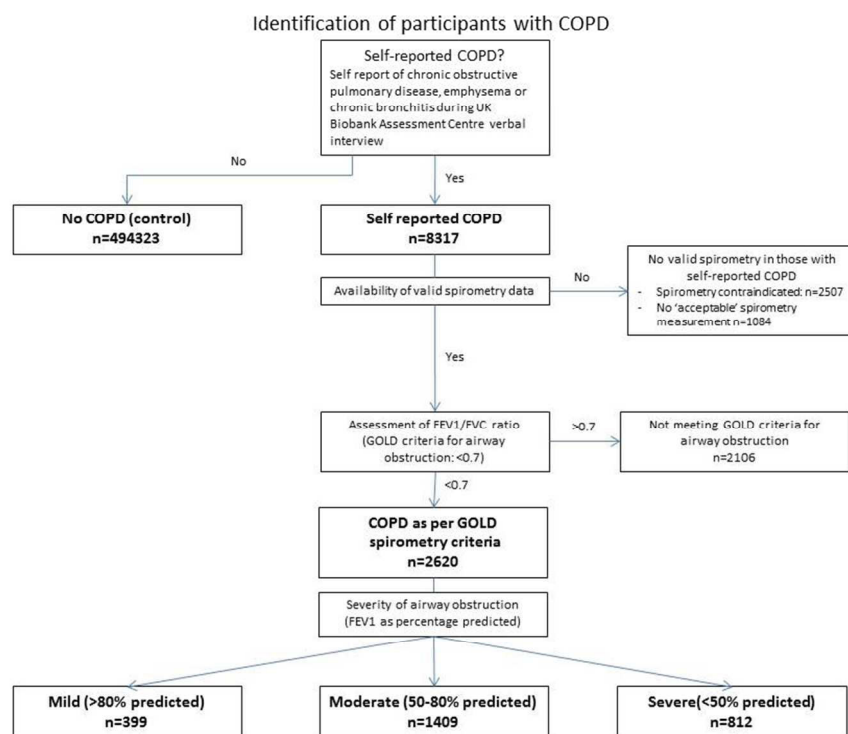 Identification of participants with COPD
Self-reported COPD?
Self report of chronic obstructive
pulmonary disease, emphysema or
chronic bronchitis during UK
Biobank Assessment Centre verbal
interview
No
Yes
No COPD (control)
n=494323
Self reported COPD
n=8317
Availability of valid spirometry data
No
No valid spirometry in those with
self-reported COPD
- Spirometry contraindicated: n=2507
- No ‘acceptable’ spirometry
measurement n=1084
Yes
Assessment of FEV1/FVC ratio
(GOLD criteria for airway
obstruction: <0.7)
>0.7
Not meeting GOLD criteria for
airway obstruction
n=2106
<0.7
COPD as per GOLD
spirometry criteria
n=2620
Severity of airway obstruction
(FEV1 as percentage predicted)
Mild (>80% predicted)
n=399
Moderate (50-80% predicted)
n=1409
Severe(<50% predicted)
n=812